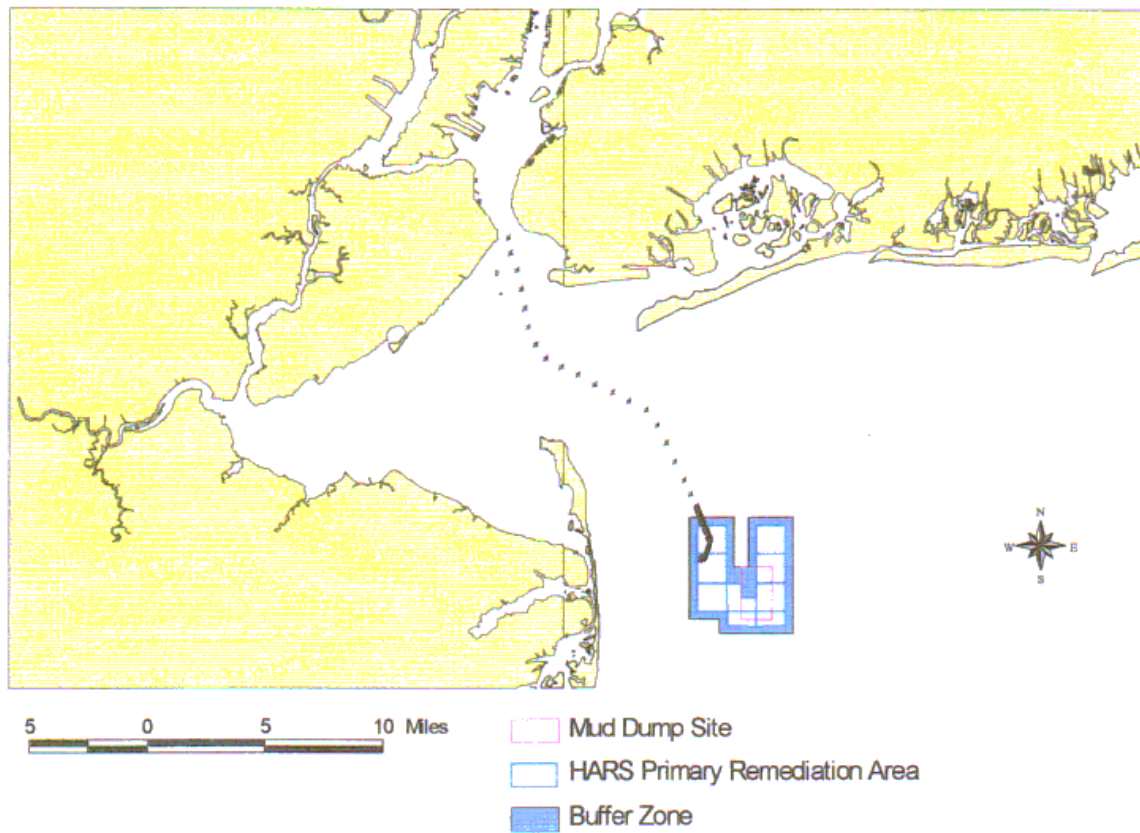 N
W E
S
5 0 5 10 Miles
Mud Dump Site
HARS Primary Remediation Area
Buffer Zone